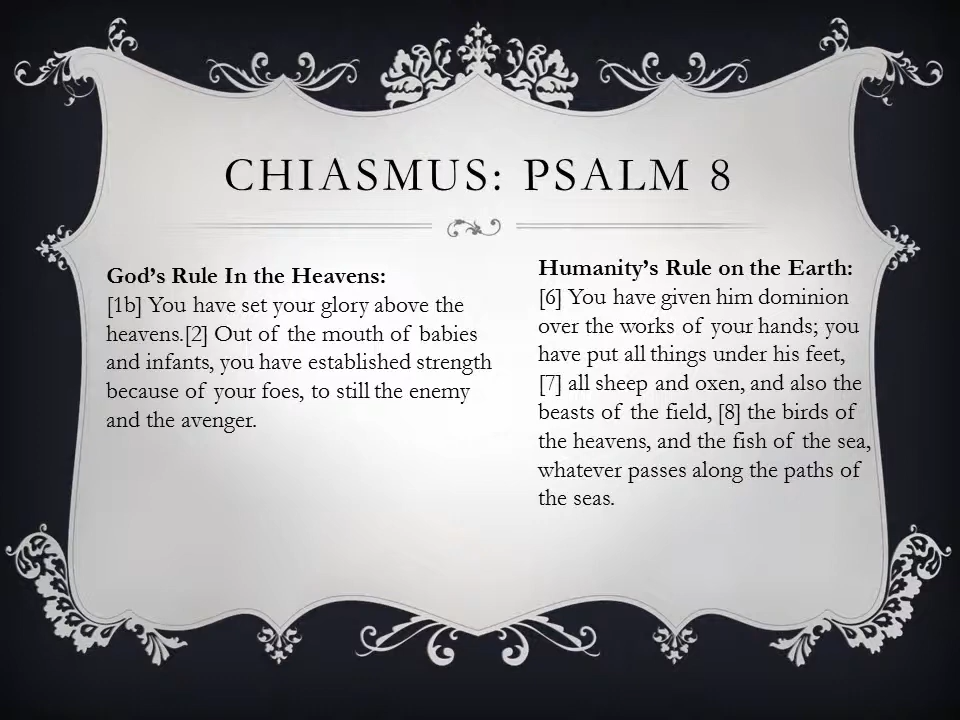 CHIASMUS: PSALM 8
God's Rule In the Heavens:
[1b] You have set your glory above the
heavens.[2] Out of the mouth of babies
and infants, you have established strength
because of your foes, to still the enemy
and the avenger.
Humanity's Rule on the Earth:
[6] You have given him dominion
over the works of your hands; you
have put all things under his feet,
[7] all sheep and oxen, and also the
beasts of the field, [8] the birds of
the heavens, and the fish of the sea,
whatever passes along the paths of
the seas.